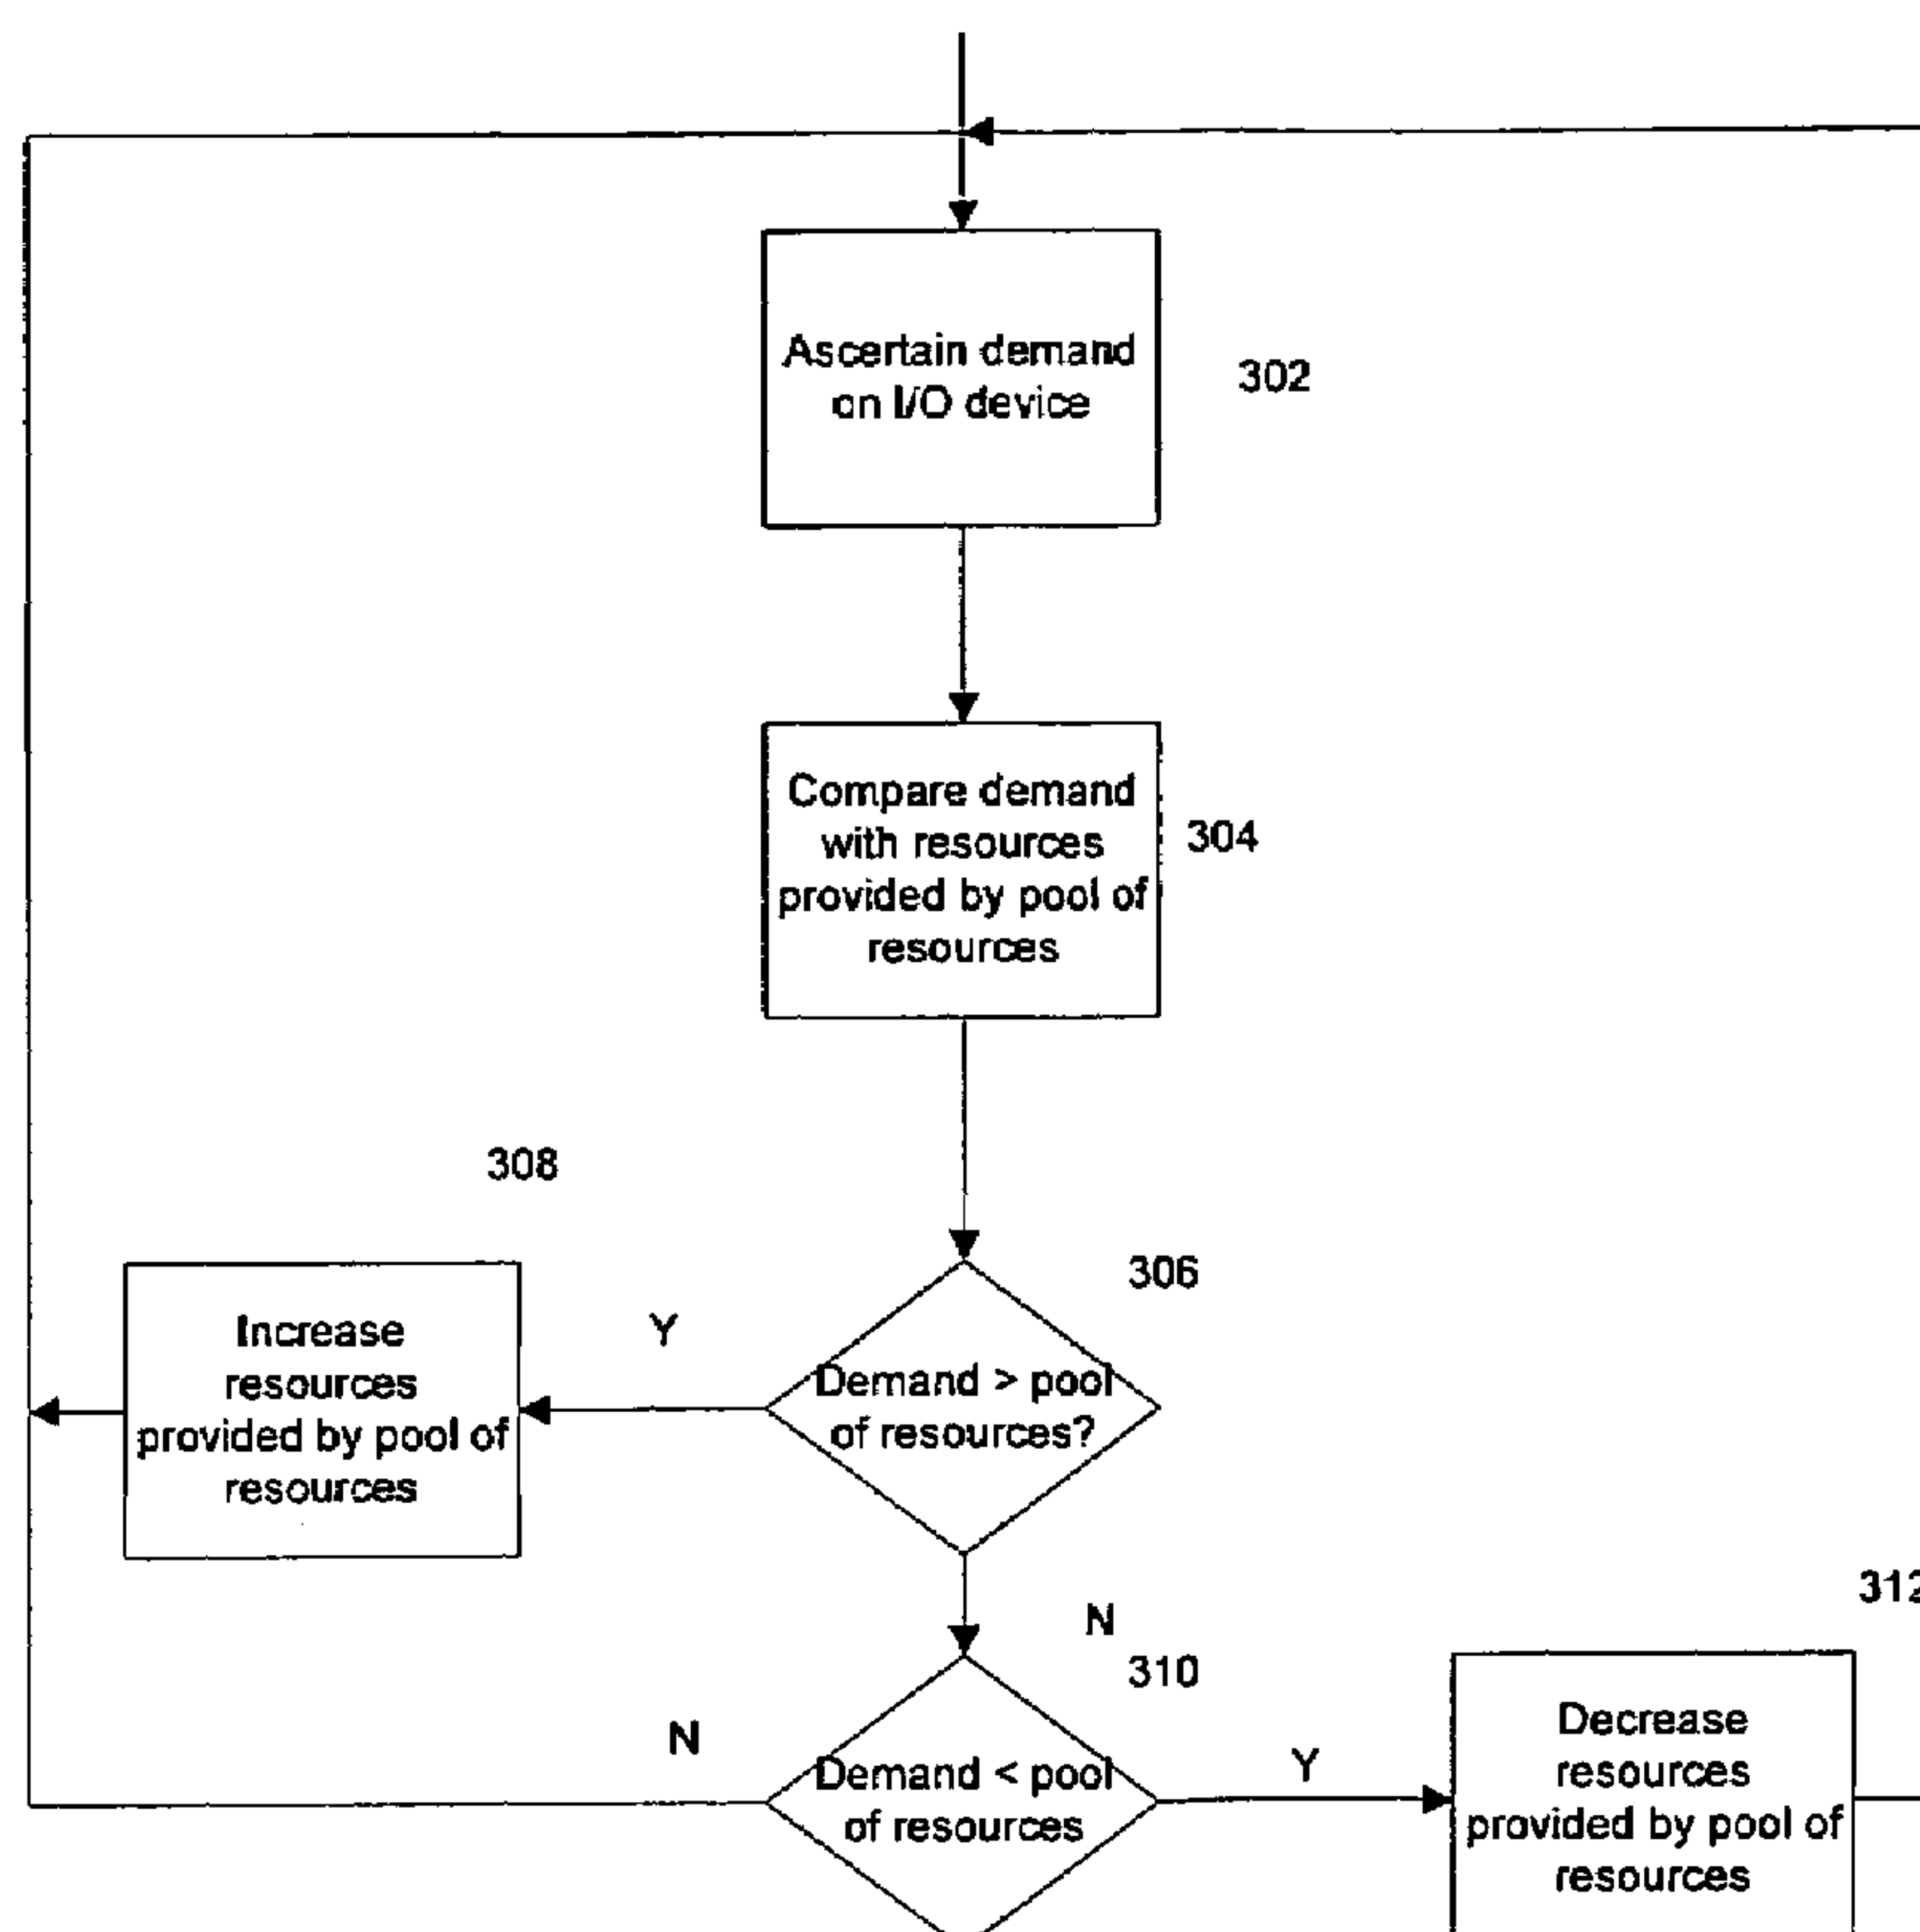 Ascertain demand
on I/O device
302
Compare demand
with resources
provided by pool of
resources
304
308
306
Increase
resources
provided by pool of
resources
Y
Demand > pool
of resources?
N
310
312
N
Demand < pool
of resources
Y
Decrease
resources
provided by pool of
resources